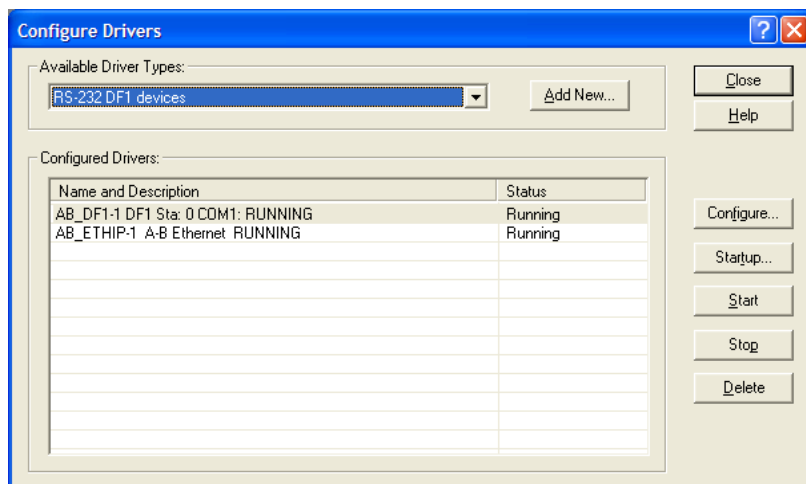 Configure Drivers
Available Driver Types:
RS-232 DF1 devices
Add New...
Close
Help
Configured Drivers:
Name and Description Status
AB_DF1-1 DF1 Sta: 0 COM1: RUNNING Running
AB_ETHIP-1 A-B Ethernet RUNNING Running
Configure...
Startup...
Start
Stop
Delete